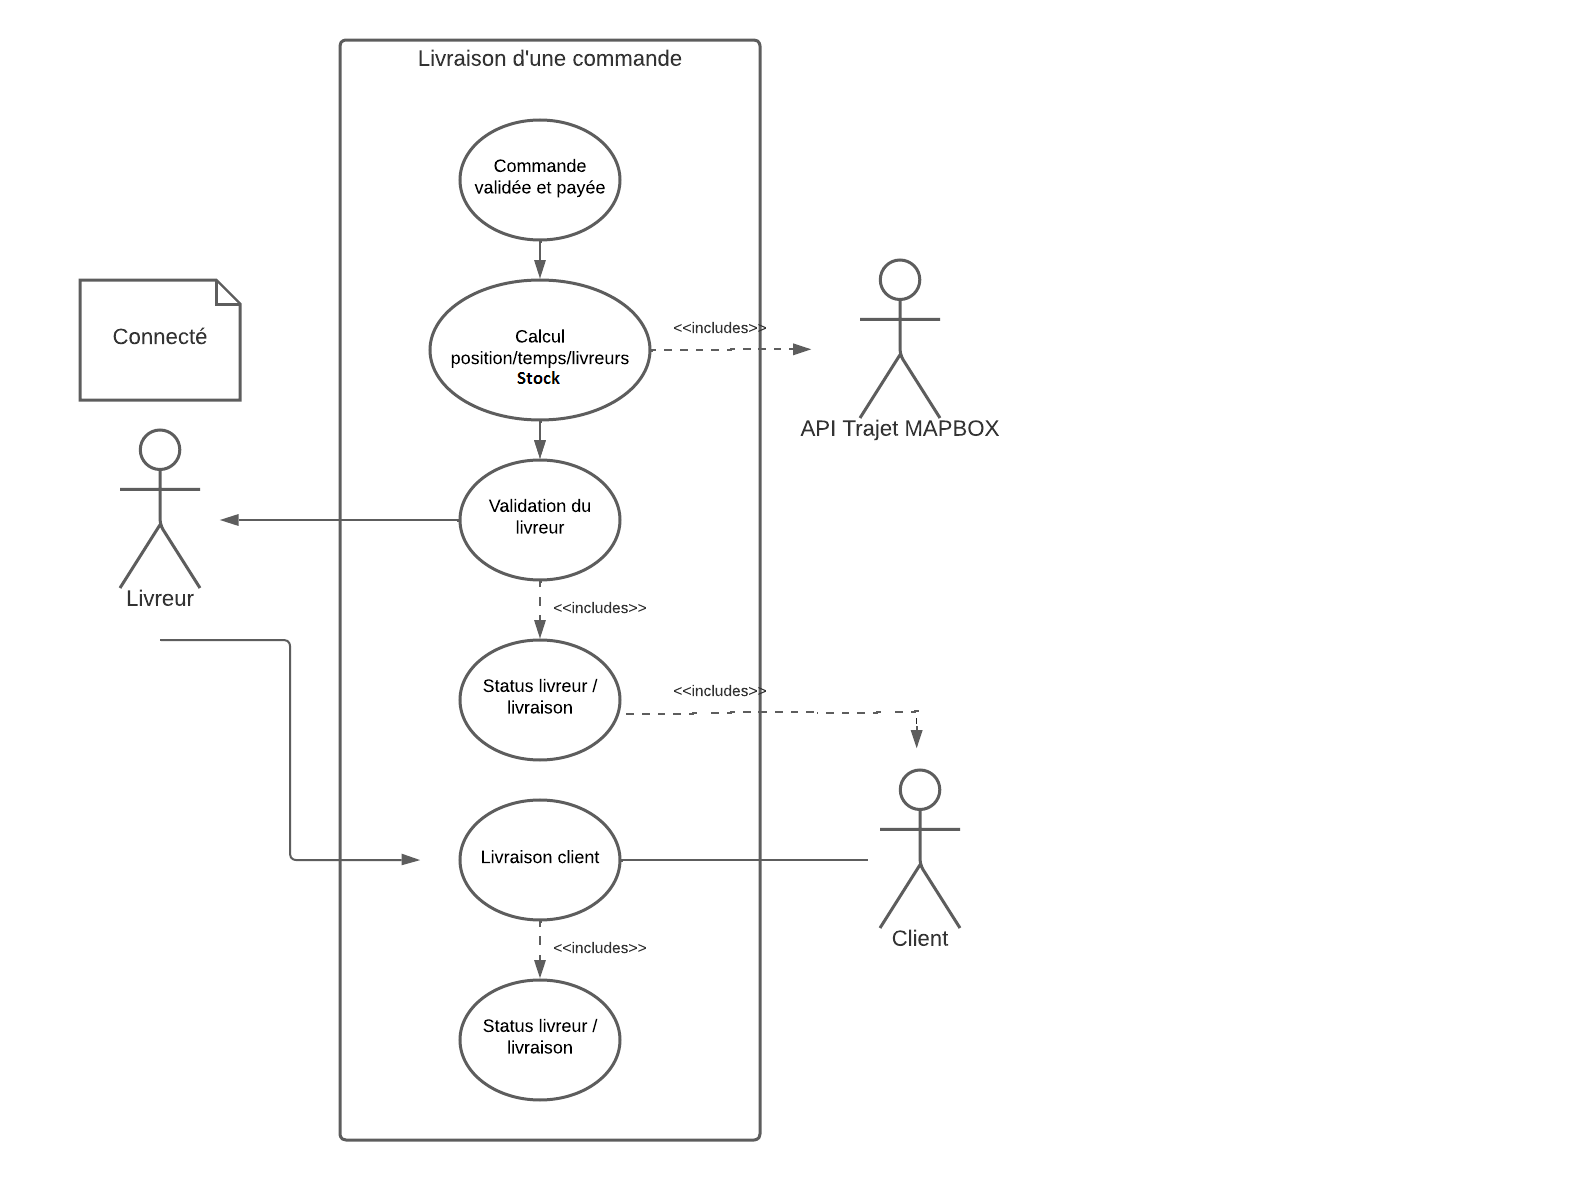 Livraison d'une commande
Commande
validée et payée
Connecté
Calcul
position/temps/livreurs
Stock
<<includes>>
API Trajet MAPBOX
Livreur
Validation du
livreur
<<includes>>
Status livreur /
livraison
<<includes>>
Livraison client
Client
<<includes>>
Status livreur /
livraison